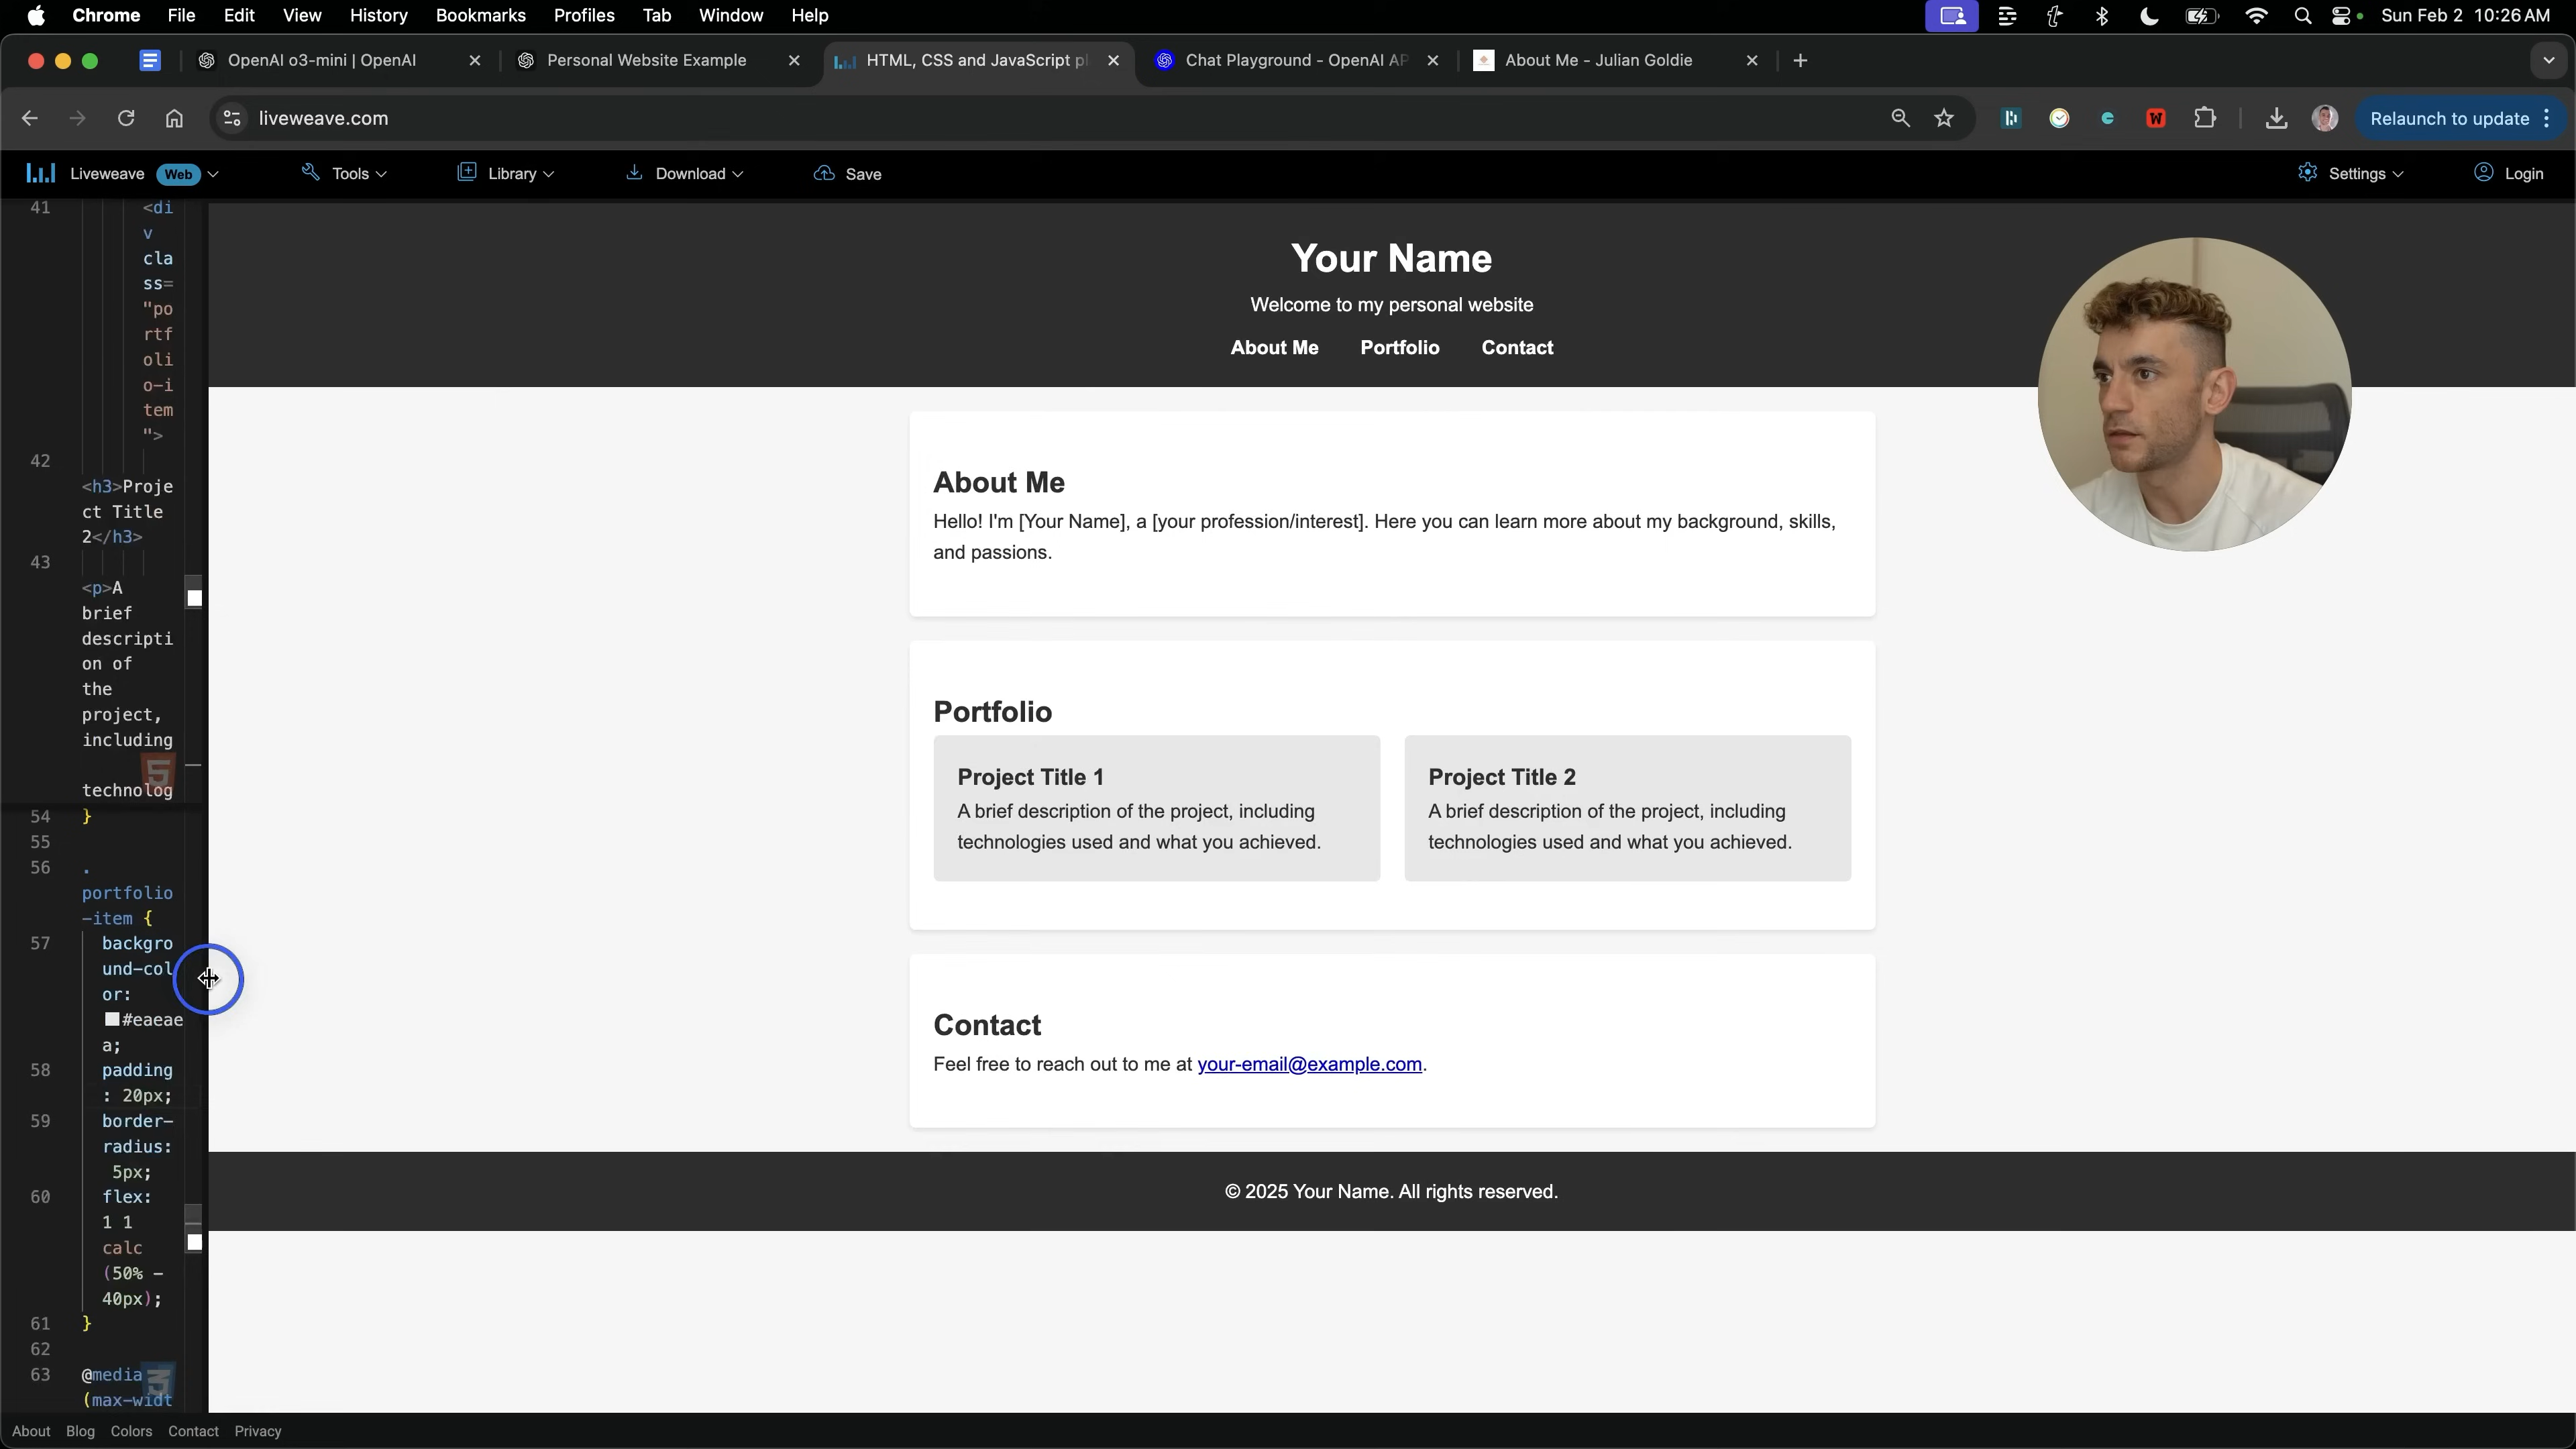 Chrome File Edit View History Bookmarks Profiles Tab Window Help Sun Feb 2 10:26 AM
OpenAI o3-mini | OpenAI Personal Website Example HTML, CSS and JavaScript pl Chat Playground - OpenAI AP About Me - Julian Goldie
liveweave.com Relaunch to update
Liveweave Web Tools Library Download Save Settings Login
41 <di
v
cla
ss=
"po
rtf
oli
o-i
tem
">
42
<h3>Proje
ct Title
2</h3>
43
<p>A
brief
descripti
on of
the
project,
including
technolog
54 }
55
56 .
portfolio
-item {
57 backgro
und-col
or:
#eaeae
a;
58 padding
: 20px;
59 border-
radius:
5px;
60 flex:
1 1
calc
(50% -
40px);
61 }
62
63 @media
(max-widt
Your Name
Welcome to my personal website
About Me Portfolio Contact
About Me
Hello! I'm [Your Name], a [your profession/interest]. Here you can learn more about my background, skills,
and passions.
Portfolio
Project Title 1
A brief description of the project, including
technologies used and what you achieved.
Project Title 2
A brief description of the project, including
technologies used and what you achieved.
Contact
Feel free to reach out to me at your-email@example.com.
© 2025 Your Name. All rights reserved.
About Blog Colors Contact Privacy